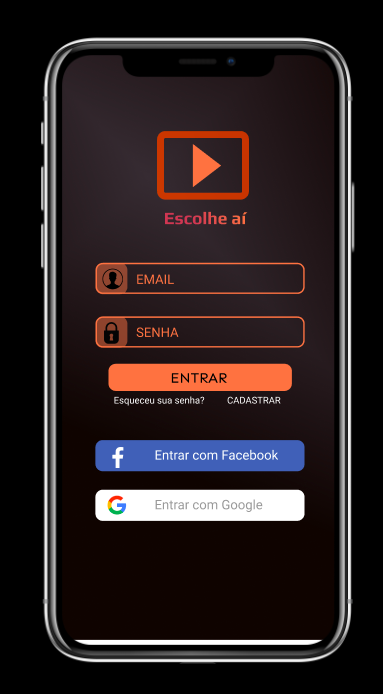 Escolhe aí
EMAIL
SENHA
ENTRAR
Esqueceu sua senha? CADASTRAR
Entrar com Facebook
Entrar com Google